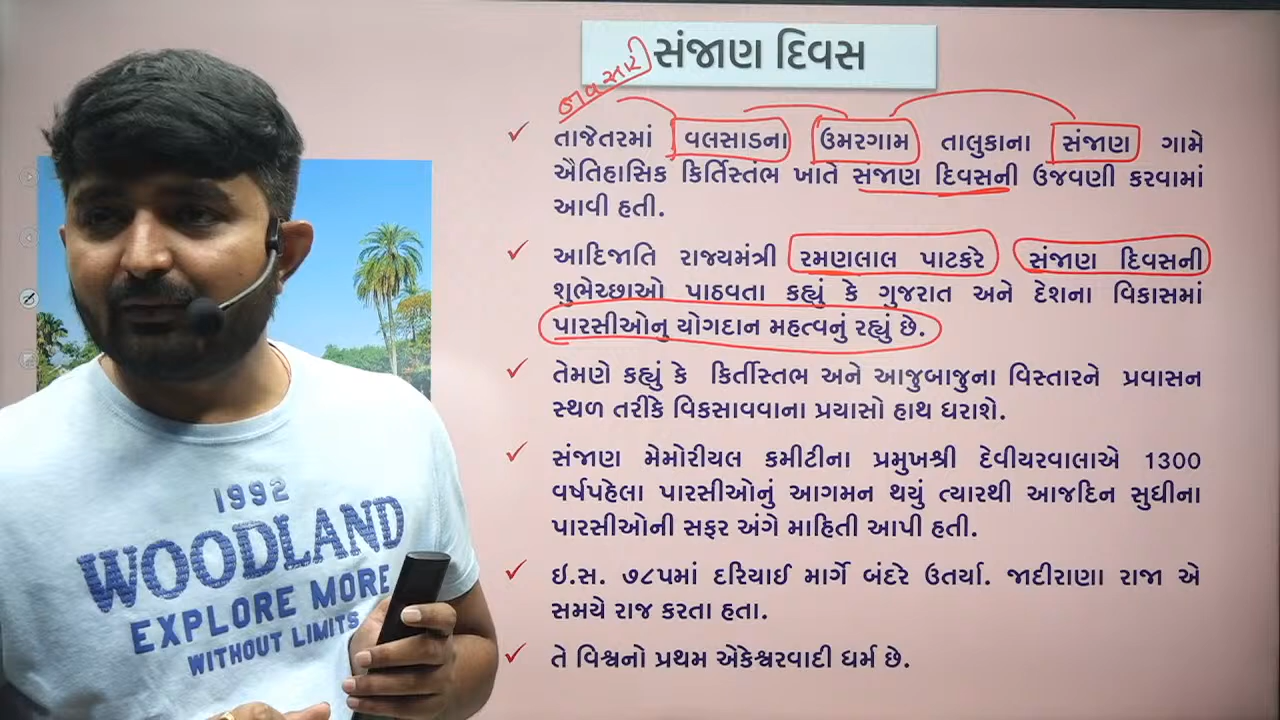 સંજાણ દિવસ
નવસારી
તાજેતરમાં વલસાડના ઉમરગામ તાલુકાના સંજાણ ગામે
ઐતિહાસિક કિર્તિસ્તંભ ખાતે સંજાણ દિવસની ઉજવણી કરવામાં
આવી હતી.
આદિજાતિ રાજ્યમંત્રી રમણલાલ પાટકરે સંજાણ દિવસની
શુભેચ્છાઓ પાઠવતા કહ્યું કે ગુજરાત અને દેશના વિકાસમાં
પારસીઓનુ યોગદાન મહત્વનું રહ્યું છે.
તેમણે કહ્યું કે કિર્તીસ્તભ અને આજુબાજુના વિસ્તારને પ્રવાસન
સ્થળ તરીકે વિકસાવવાના પ્રયાસો હાથ ધરાશે.
સંજાણ મેમોરીયલ કમીટીના પ્રમુખશ્રી દેવીયરવાલાએ 1300
વર્ષપહેલા પારસીઓનું આગમન થયું ત્યારથી આજદિન સુધીના
પારસીઓની સફર અંગે માહિતી આપી હતી.
ઇ.સ. ૭૮૫માં દરિયાઈ માર્ગે બંદરે ઉતર્યા. જાદીરાણા રાજા એ
સમયે રાજ કરતા હતા.
તે વિશ્વનો પ્રથમ એકેશ્વરવાદી ધર્મ છે.
1992
WOODLAND
EXPLORE MORE
WITHOUT LIMITS